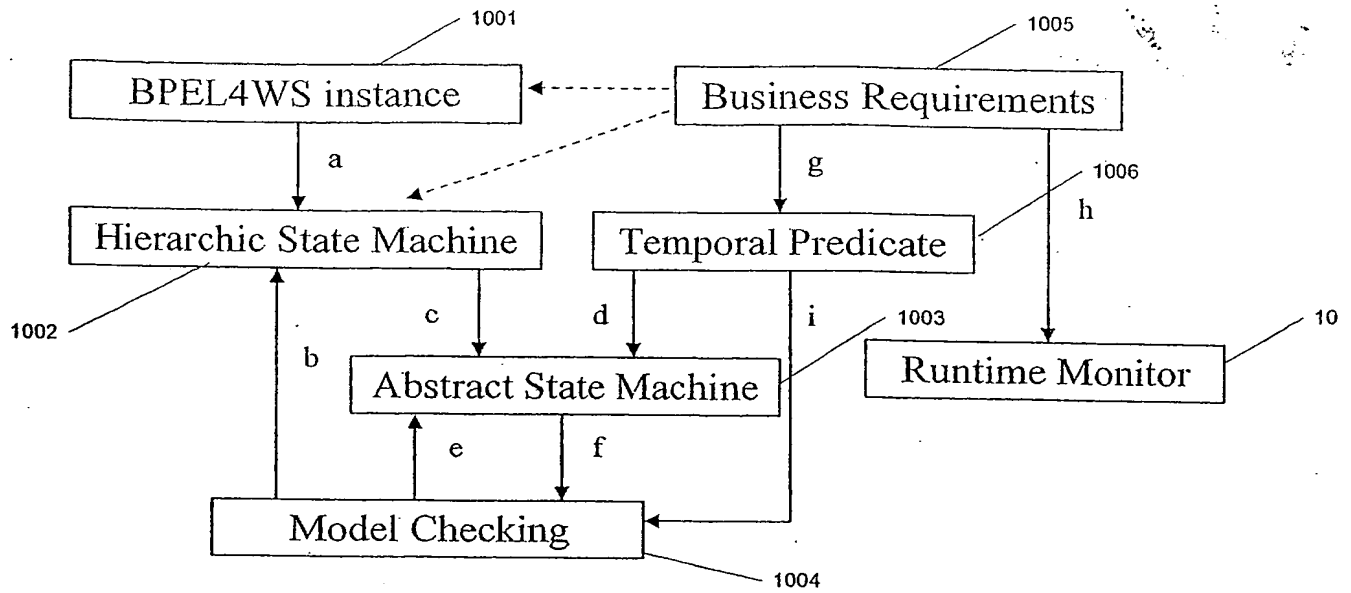 1001
1005
BPEL4WS instance
Business Requirements
a
g
1006
h
Hierarchic State Machine
Temporal Predicate
1002
c
d
i
1003
10
b
Abstract State Machine
Runtime Monitor
e
f
Model Checking
1004